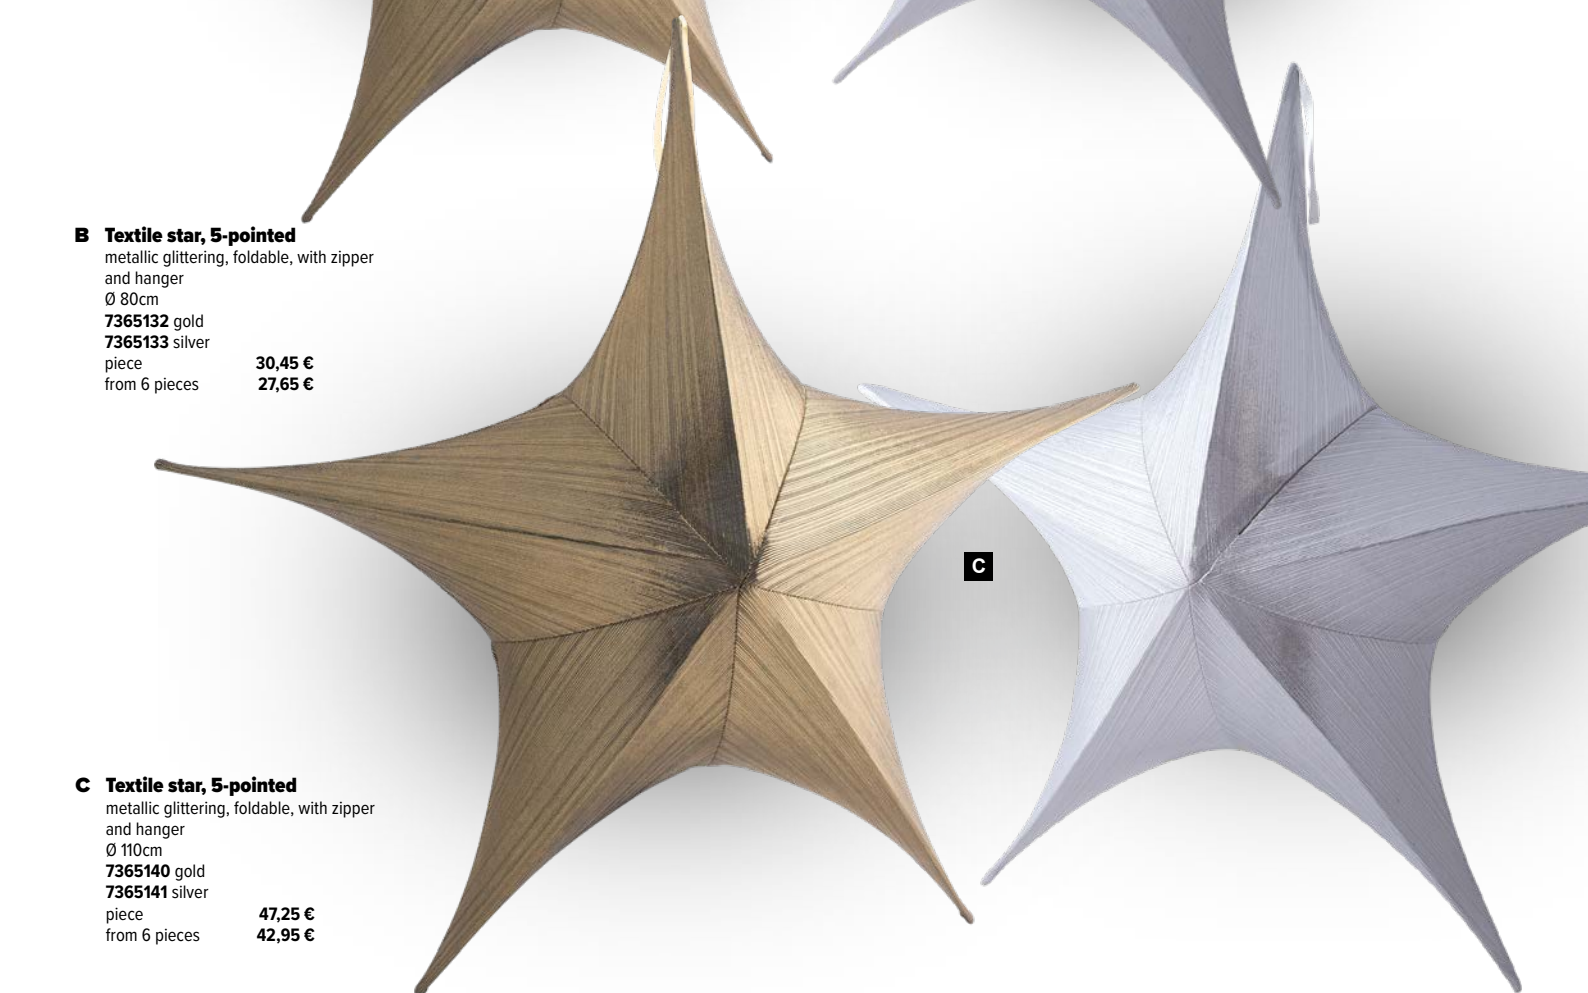 B Textile star, 5-pointed
metallic glittering, foldable, with zipper
and hanger
Ø 80cm
7365132 gold
7365133 silver
piece 30,45 €
from 6 pieces 27,65 €
C
C Textile star, 5-pointed
metallic glittering, foldable, with zipper
and hanger
Ø 110cm
7365140 gold
7365141 silver
piece 47,25 €
from 6 pieces 42,95 €